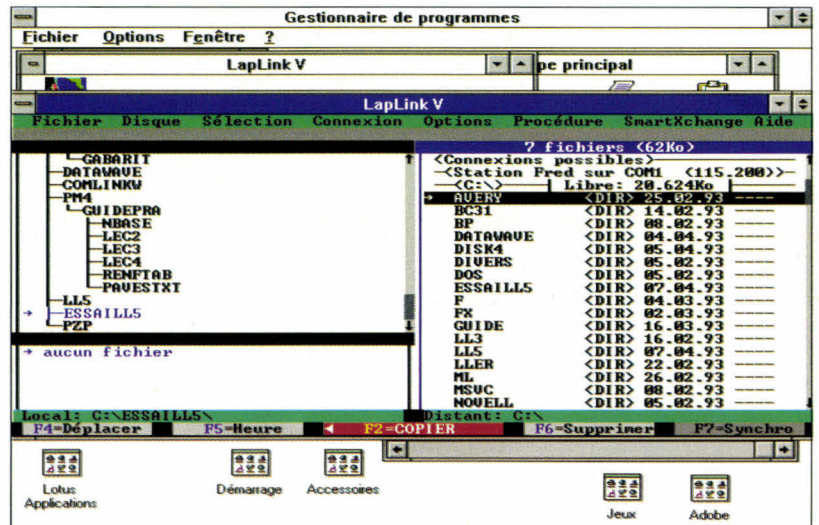 Gestionnaire de programmes
Fichier Options Fenêtre ?
LapLink V
pe principal
LapLink V
Fichier Disque Sélection Connexion Options Procédure SmartXchange Aide
7 fichiers (62Ko)
GABARIT
DATAWAVE
COMLINKW
PM4
GUIDEPRA
NBASE
LEC2
LEC3
LEC4
RENFTAB
PAVESTXT
LL5
→ ESSAILL5
PZP
→ aucun fichier
<Connexions possibles>
<Station Fred sur COM1 (115.200)>
<C:\> Libre: 20.624Ko
→ AVERY <DIR> 25.02.93 ----
BC31 <DIR> 14.02.93 ----
BP <DIR> 08.02.93 ----
DATAWAVE <DIR> 04.04.93 ----
DISK4 <DIR> 05.04.93 ----
DIVERS <DIR> 05.02.93 ----
DOS <DIR> 05.02.93 ----
ESSAILL5 <DIR> 07.04.93 ----
F <DIR> 04.03.93 ----
FX <DIR> 02.03.93 ----
GUIDE <DIR> 16.03.93 ----
LL3 <DIR> 16.02.93 ----
LL5 <DIR> 07.04.93 ----
LLER <DIR> 22.02.93 ----
ML <DIR> 26.02.93 ----
MSVC <DIR> 08.02.93 ----
NOVELL <DIR> 05.02.93 ----
Local: C:\ESSAILL5\
Distant: C:\
F4=Déplacer F5=Heure ◄ F2=COPIER F6=Supprimer F7=Synchro
Lotus Applications
Démarrage
Accessoires
Jeux
Adobe